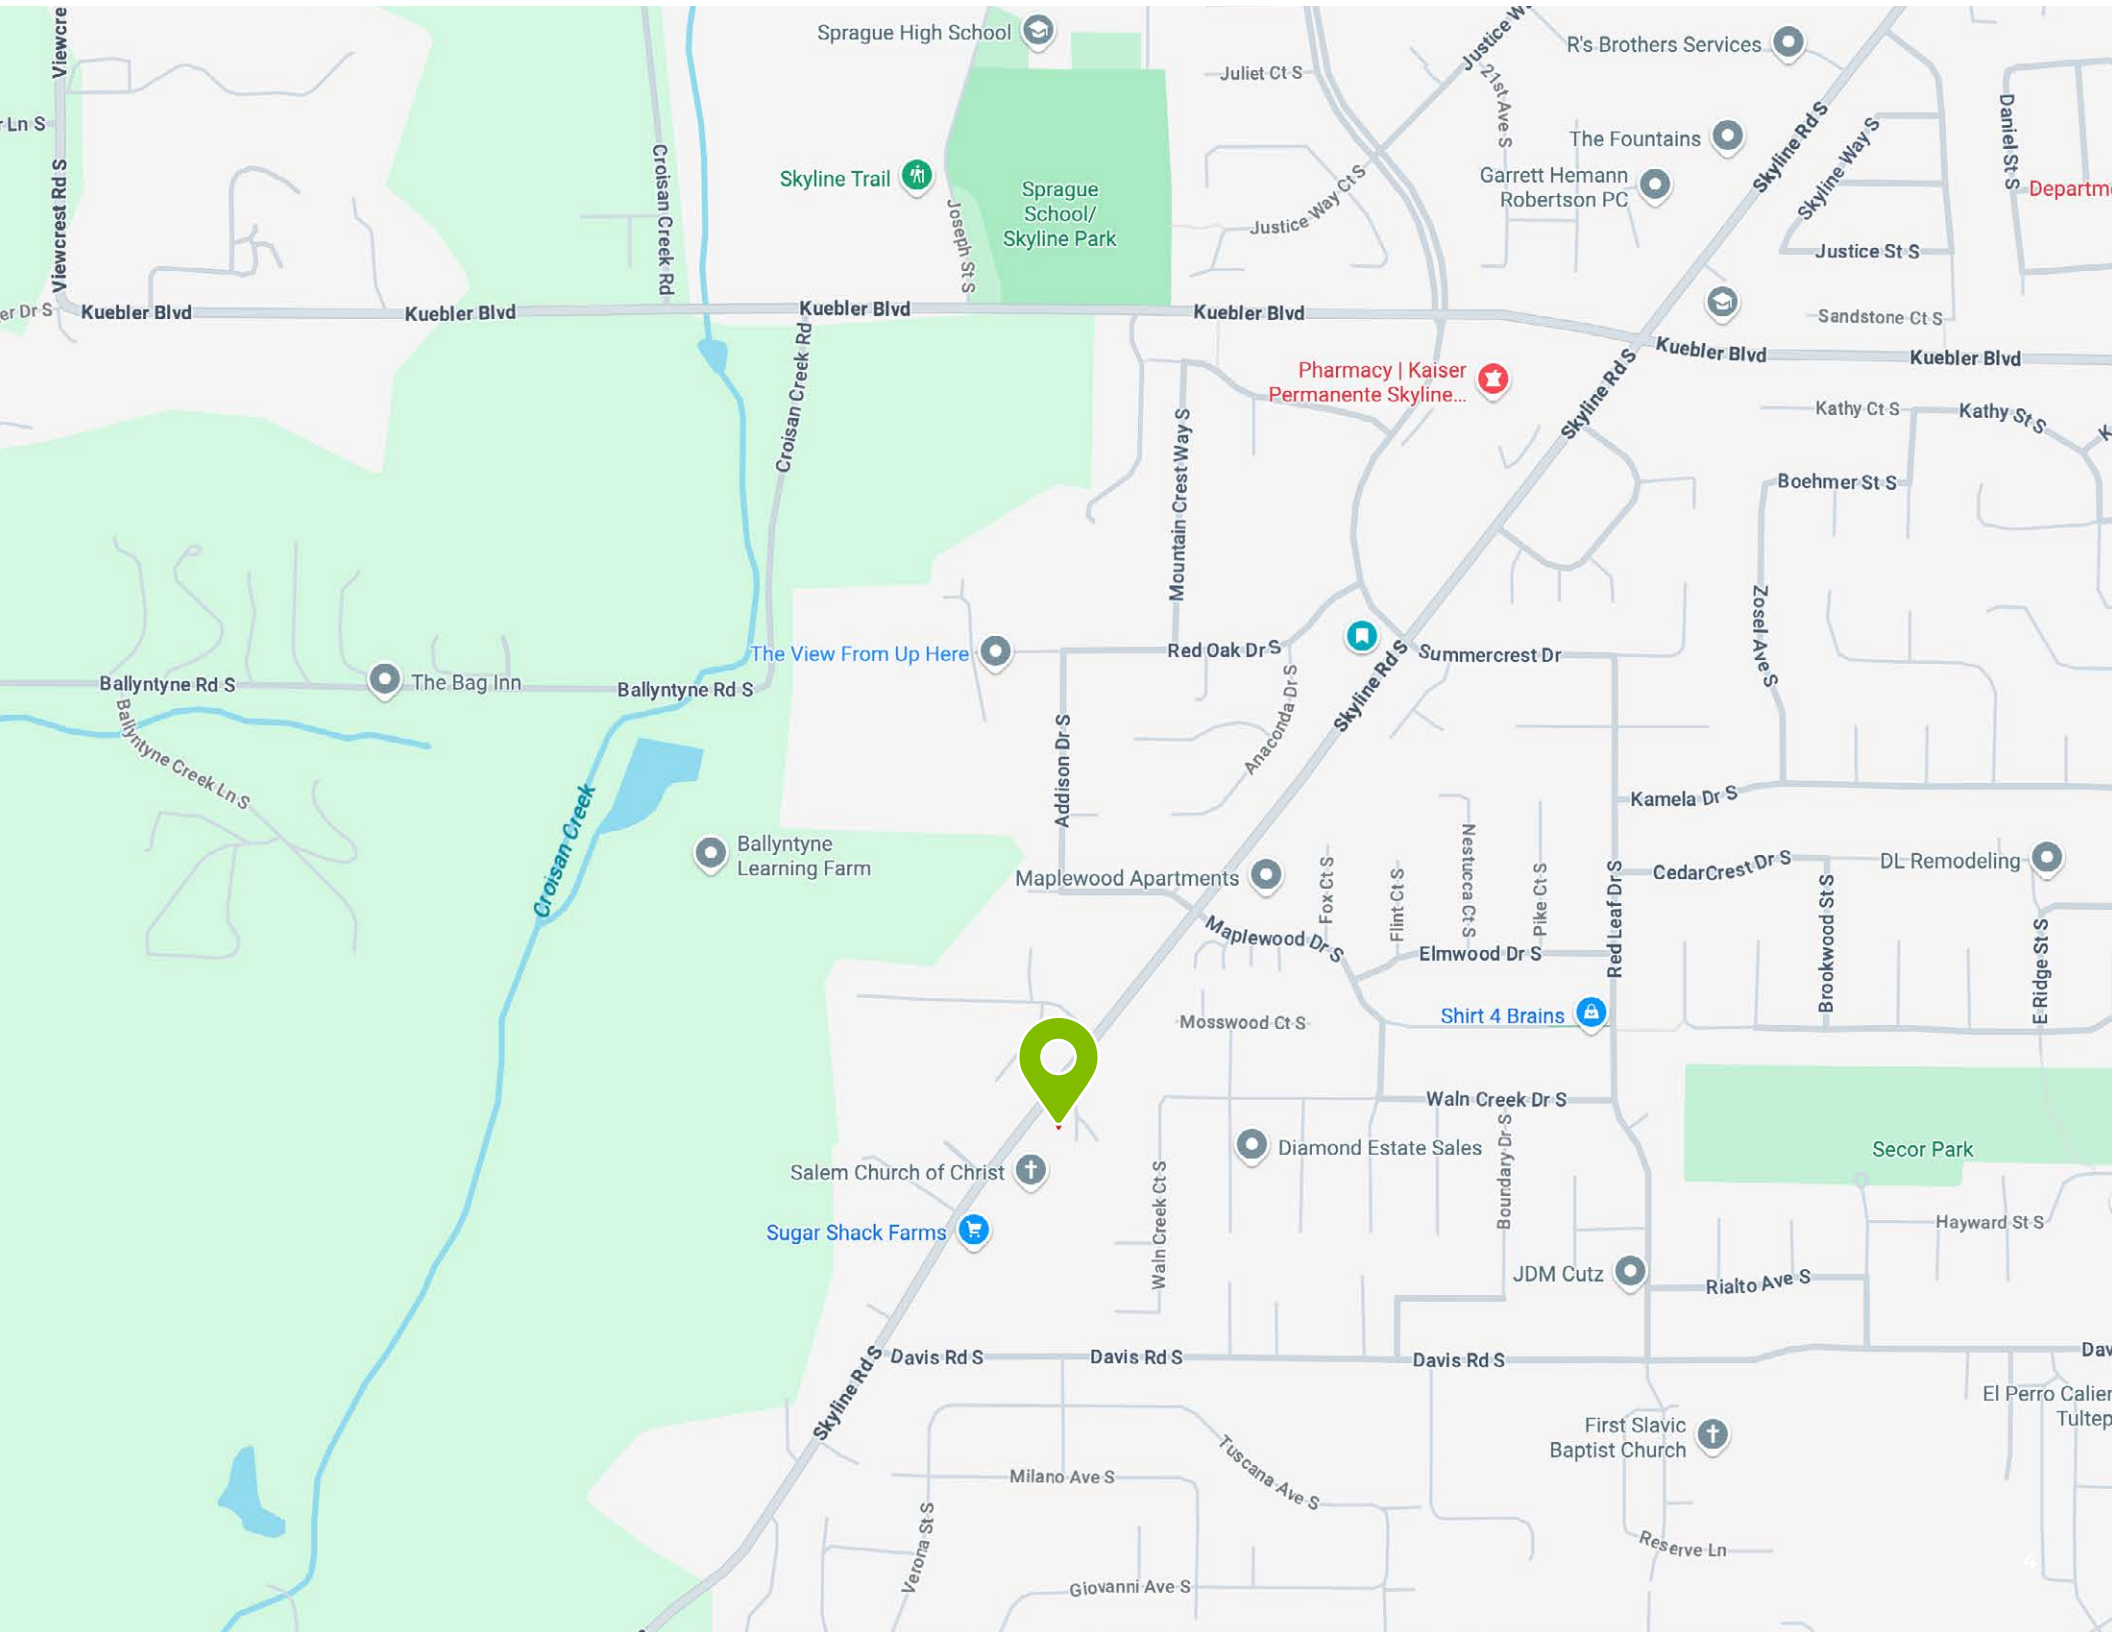 Viewcre
Sprague High School
Justice W
R's Brothers Services
Juliet Ct S
21st Ave S
Ln S
Daniel St S
Skyline Rd S
Skyline Way S
The Fountains
Croisan Creek Rd
Skyline Trail
Viewcrest Rd S
Joseph St S
Sprague
School/
Skyline Park
Justice Way Ct S
Garrett Hemann
Robertson PC
Departm
Justice St S
er Dr S
Kuebler Blvd
Kuebler Blvd
Kuebler Blvd
Kuebler Blvd
Sandstone Ct S
Kuebler Blvd
Kuebler Blvd
Croisan Creek Rd
Pharmacy | Kaiser
Permanente Skyline...
Skyline Rd S
Kathy Ct S
Kathy St S
K
Mountain Crest Way S
Boehmer St S
Zosel Ave S
The View From Up Here
Red Oak Dr S
Summercrest Dr
Skyline Rd S
Ballyntyne Rd S
The Bag Inn
Ballyntyne Rd S
Anaconda Dr S
Addison Dr S
Ballyntyne Creek Ln S
Kamela Dr S
Croisan Creek
Ballyntyne
Learning Farm
Maplewood Apartments
Fox Ct S
Flint Ct S
Nestucca Ct S
Pike Ct S
Red Leaf Dr S
CedarCrest Dr S
DL Remodeling
Brookwood St S
E Ridge St S
Maplewood Dr S
Elmwood Dr S
Mosswood Ct S
Shirt 4 Brains
Waln Creek Dr S
Boundary Dr S
Diamond Estate Sales
Secor Park
Salem Church of Christ
Waln Creek Ct S
Sugar Shack Farms
Hayward St S
JDM Cutz
Rialto Ave S
Davis Rd S
Davis Rd S
Davis Rd S
Dav
Skyline Rd S
El Perro Calier
Tultep
First Slavic
Baptist Church
Tuscana Ave S
Milano Ave S
Verona St S
Reserve Ln
4
Giovanni Ave S